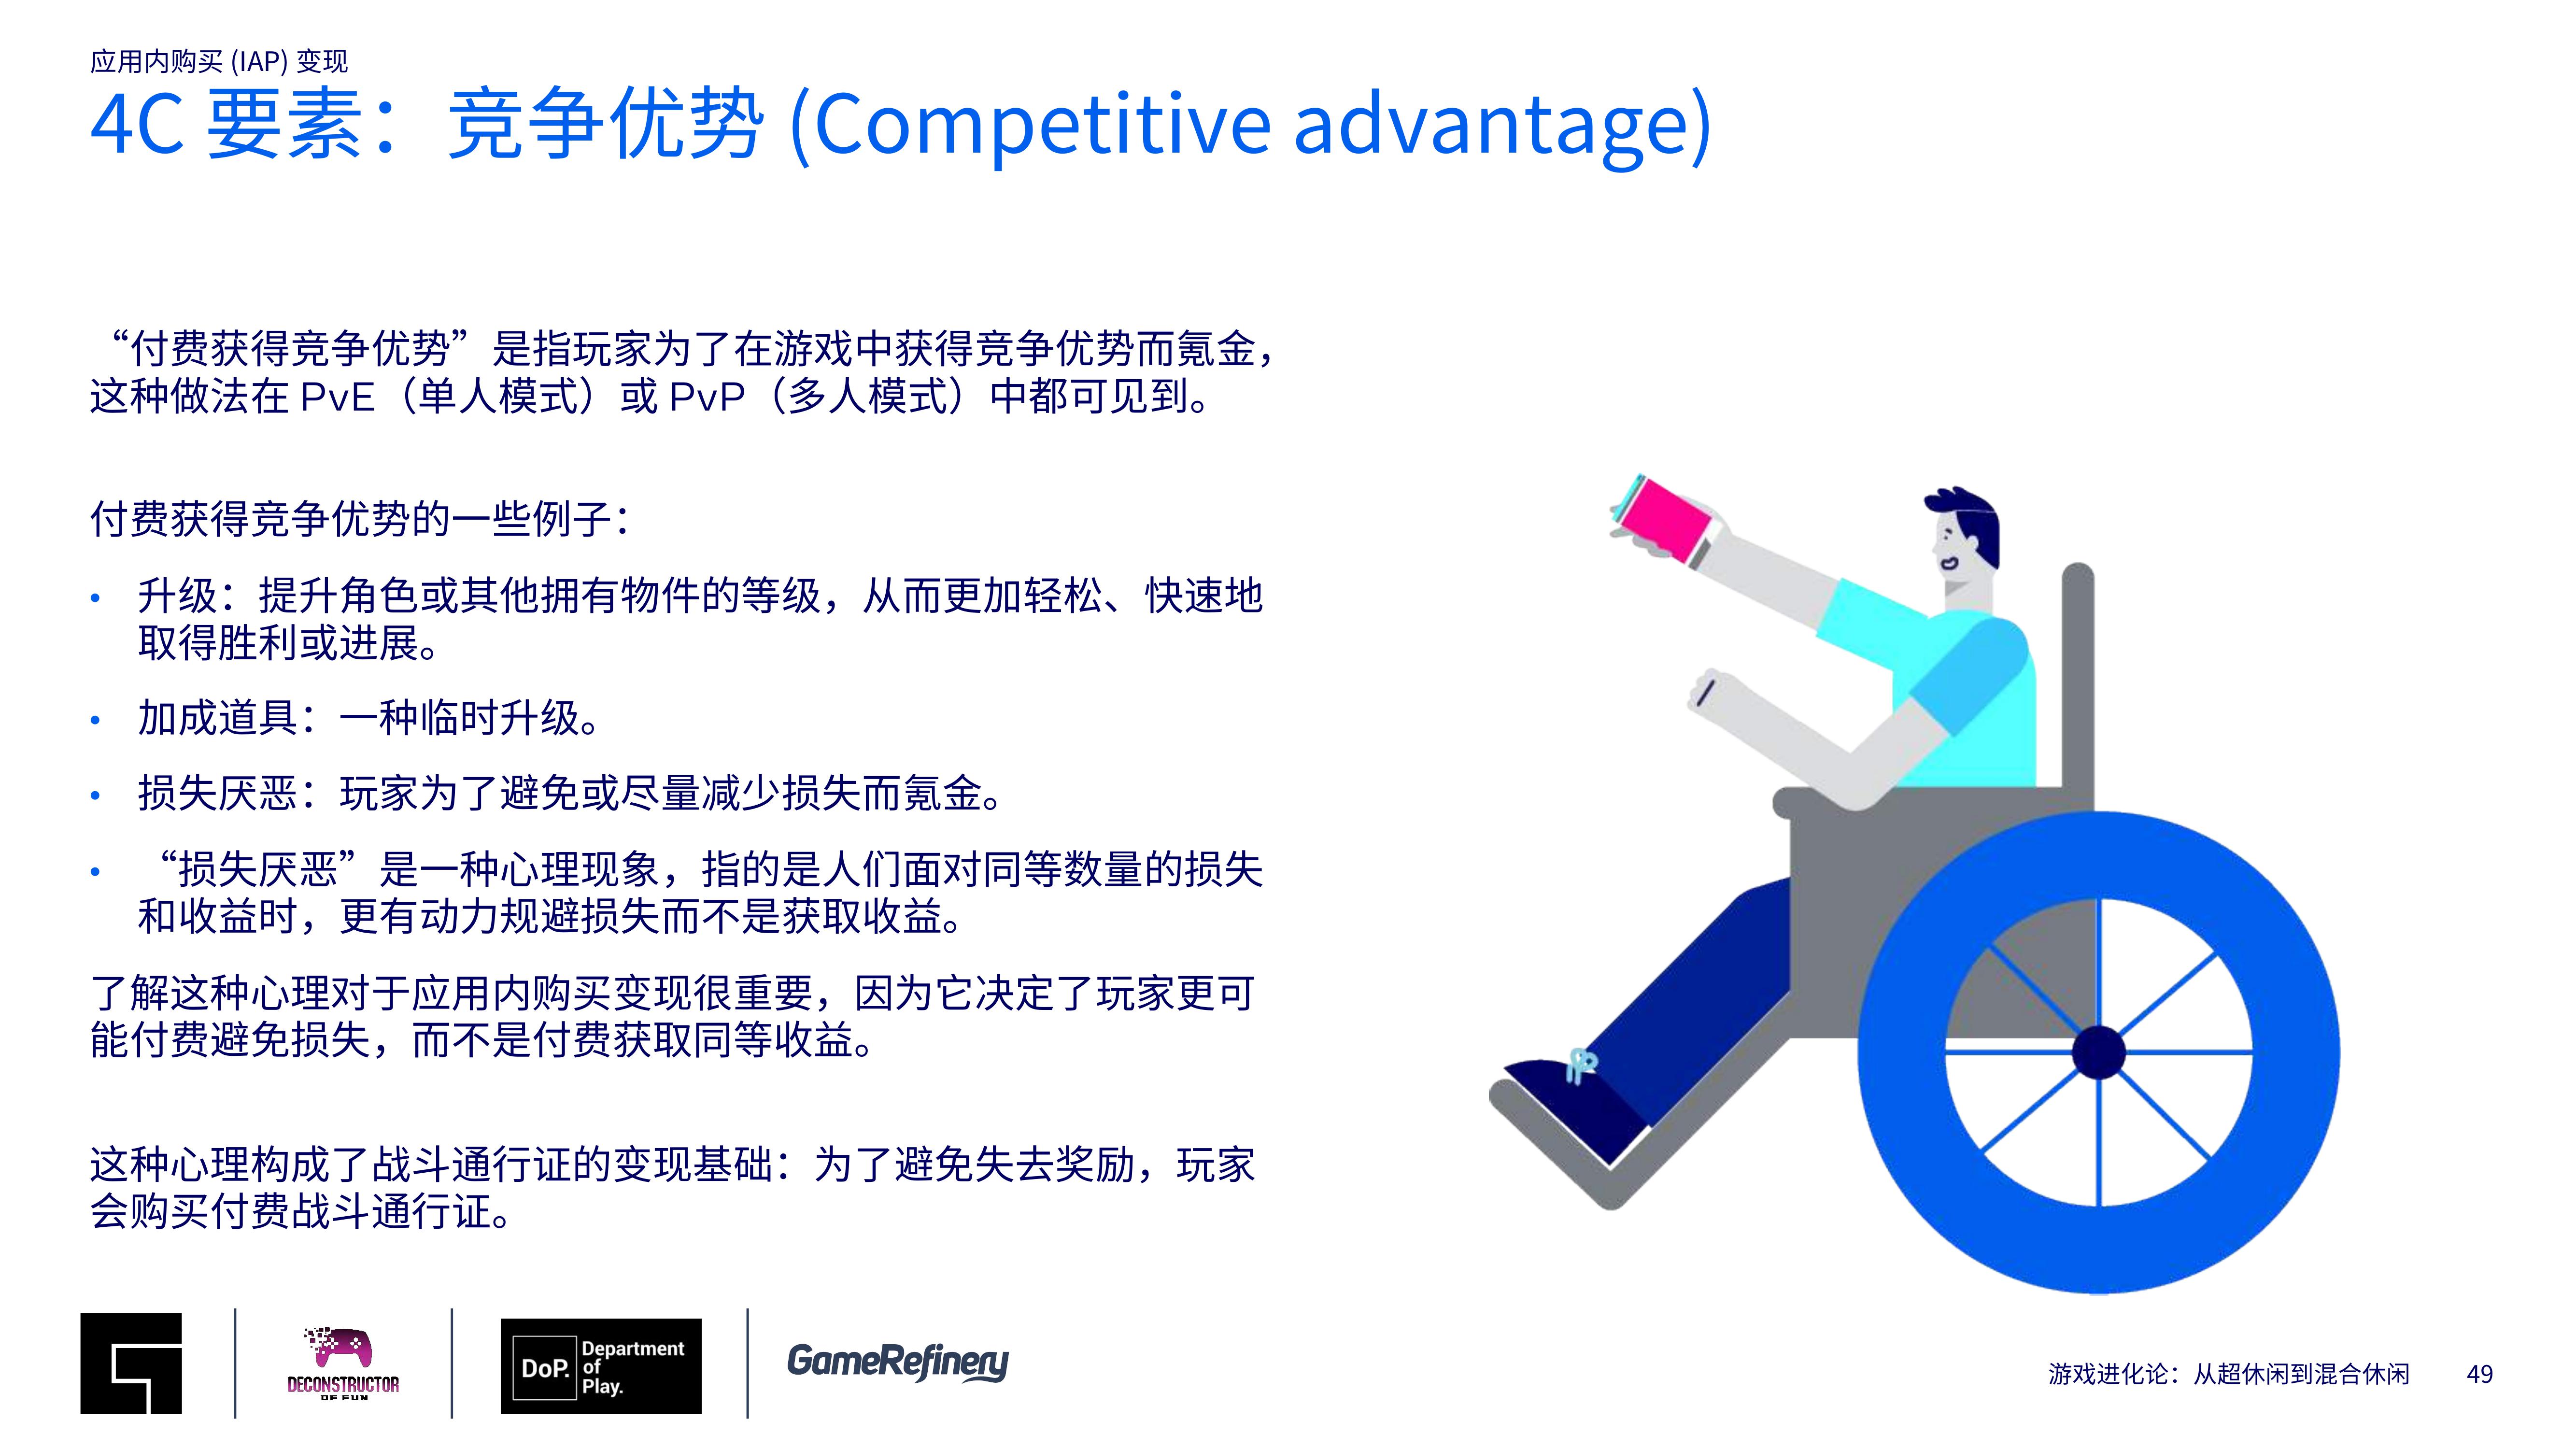 应用内购买 (IAP) 变现
4C 要素：竞争优势 (Competitive advantage)
“付费获得竞争优势”是指玩家为了在游戏中获得竞争优势而氪金，
这种做法在 PvE（单人模式）或 PvP（多人模式）中都可见到。
付费获得竞争优势的一些例子：
• 升级：提升角色或其他拥有物件的等级，从而更加轻松、快速地
取得胜利或进展。
• 加成道具：一种临时升级。
• 损失厌恶：玩家为了避免或尽量减少损失而氪金。
• “损失厌恶”是一种心理现象，指的是人们面对同等数量的损失
和收益时，更有动力规避损失而不是获取收益。
了解这种心理对于应用内购买变现很重要，因为它决定了玩家更可
能付费避免损失，而不是付费获取同等收益。
这种心理构成了战斗通行证的变现基础：为了避免失去奖励，玩家
会购买付费战斗通行证。
DECONSTRUCTOR
OF FUN
DoP.
Department
of
Play.
GameRefinery
游戏进化论：从超休闲到混合休闲 49